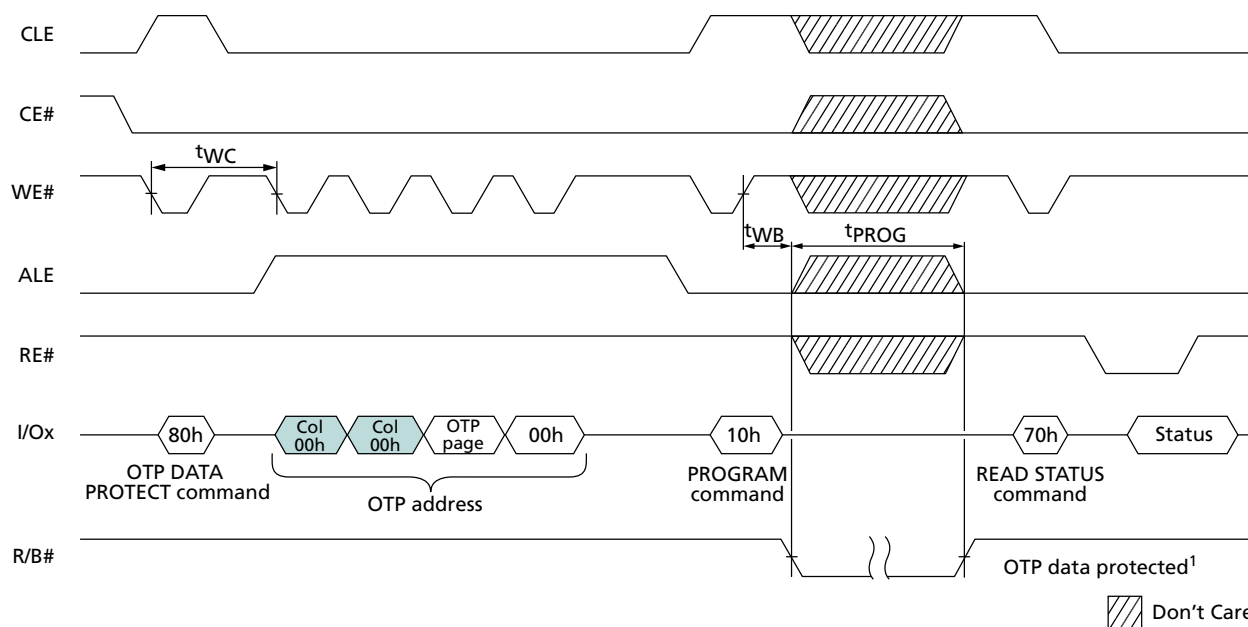 CLE
CE#
tWC
WE#
tWB
tPROG
ALE
RE#
I/Ox
80h
Col
00h
Col
00h
OTP
page
00h
10h
70h
Status
OTP DATA
PROTECT command
OTP address
PROGRAM
command
READ STATUS
command
R/B#
OTP data protected1
Don't Care